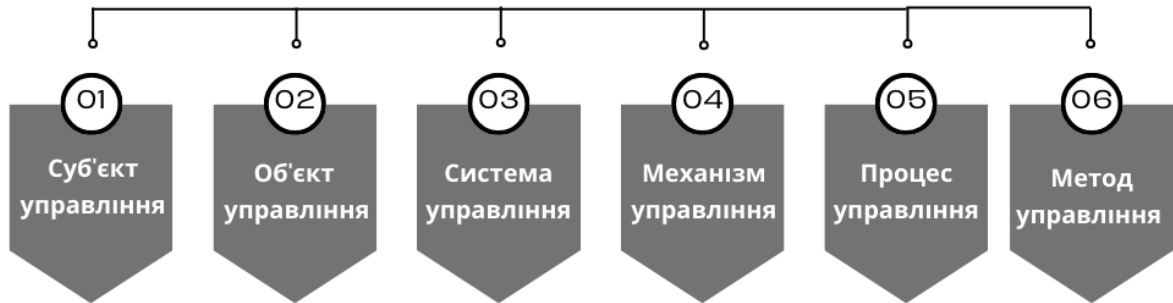 01
Суб'єкт
управління
02
Об'єкт
управління
03
Система
управління
04
Механізм
управління
05
Процес
управління
06
Метод
управління